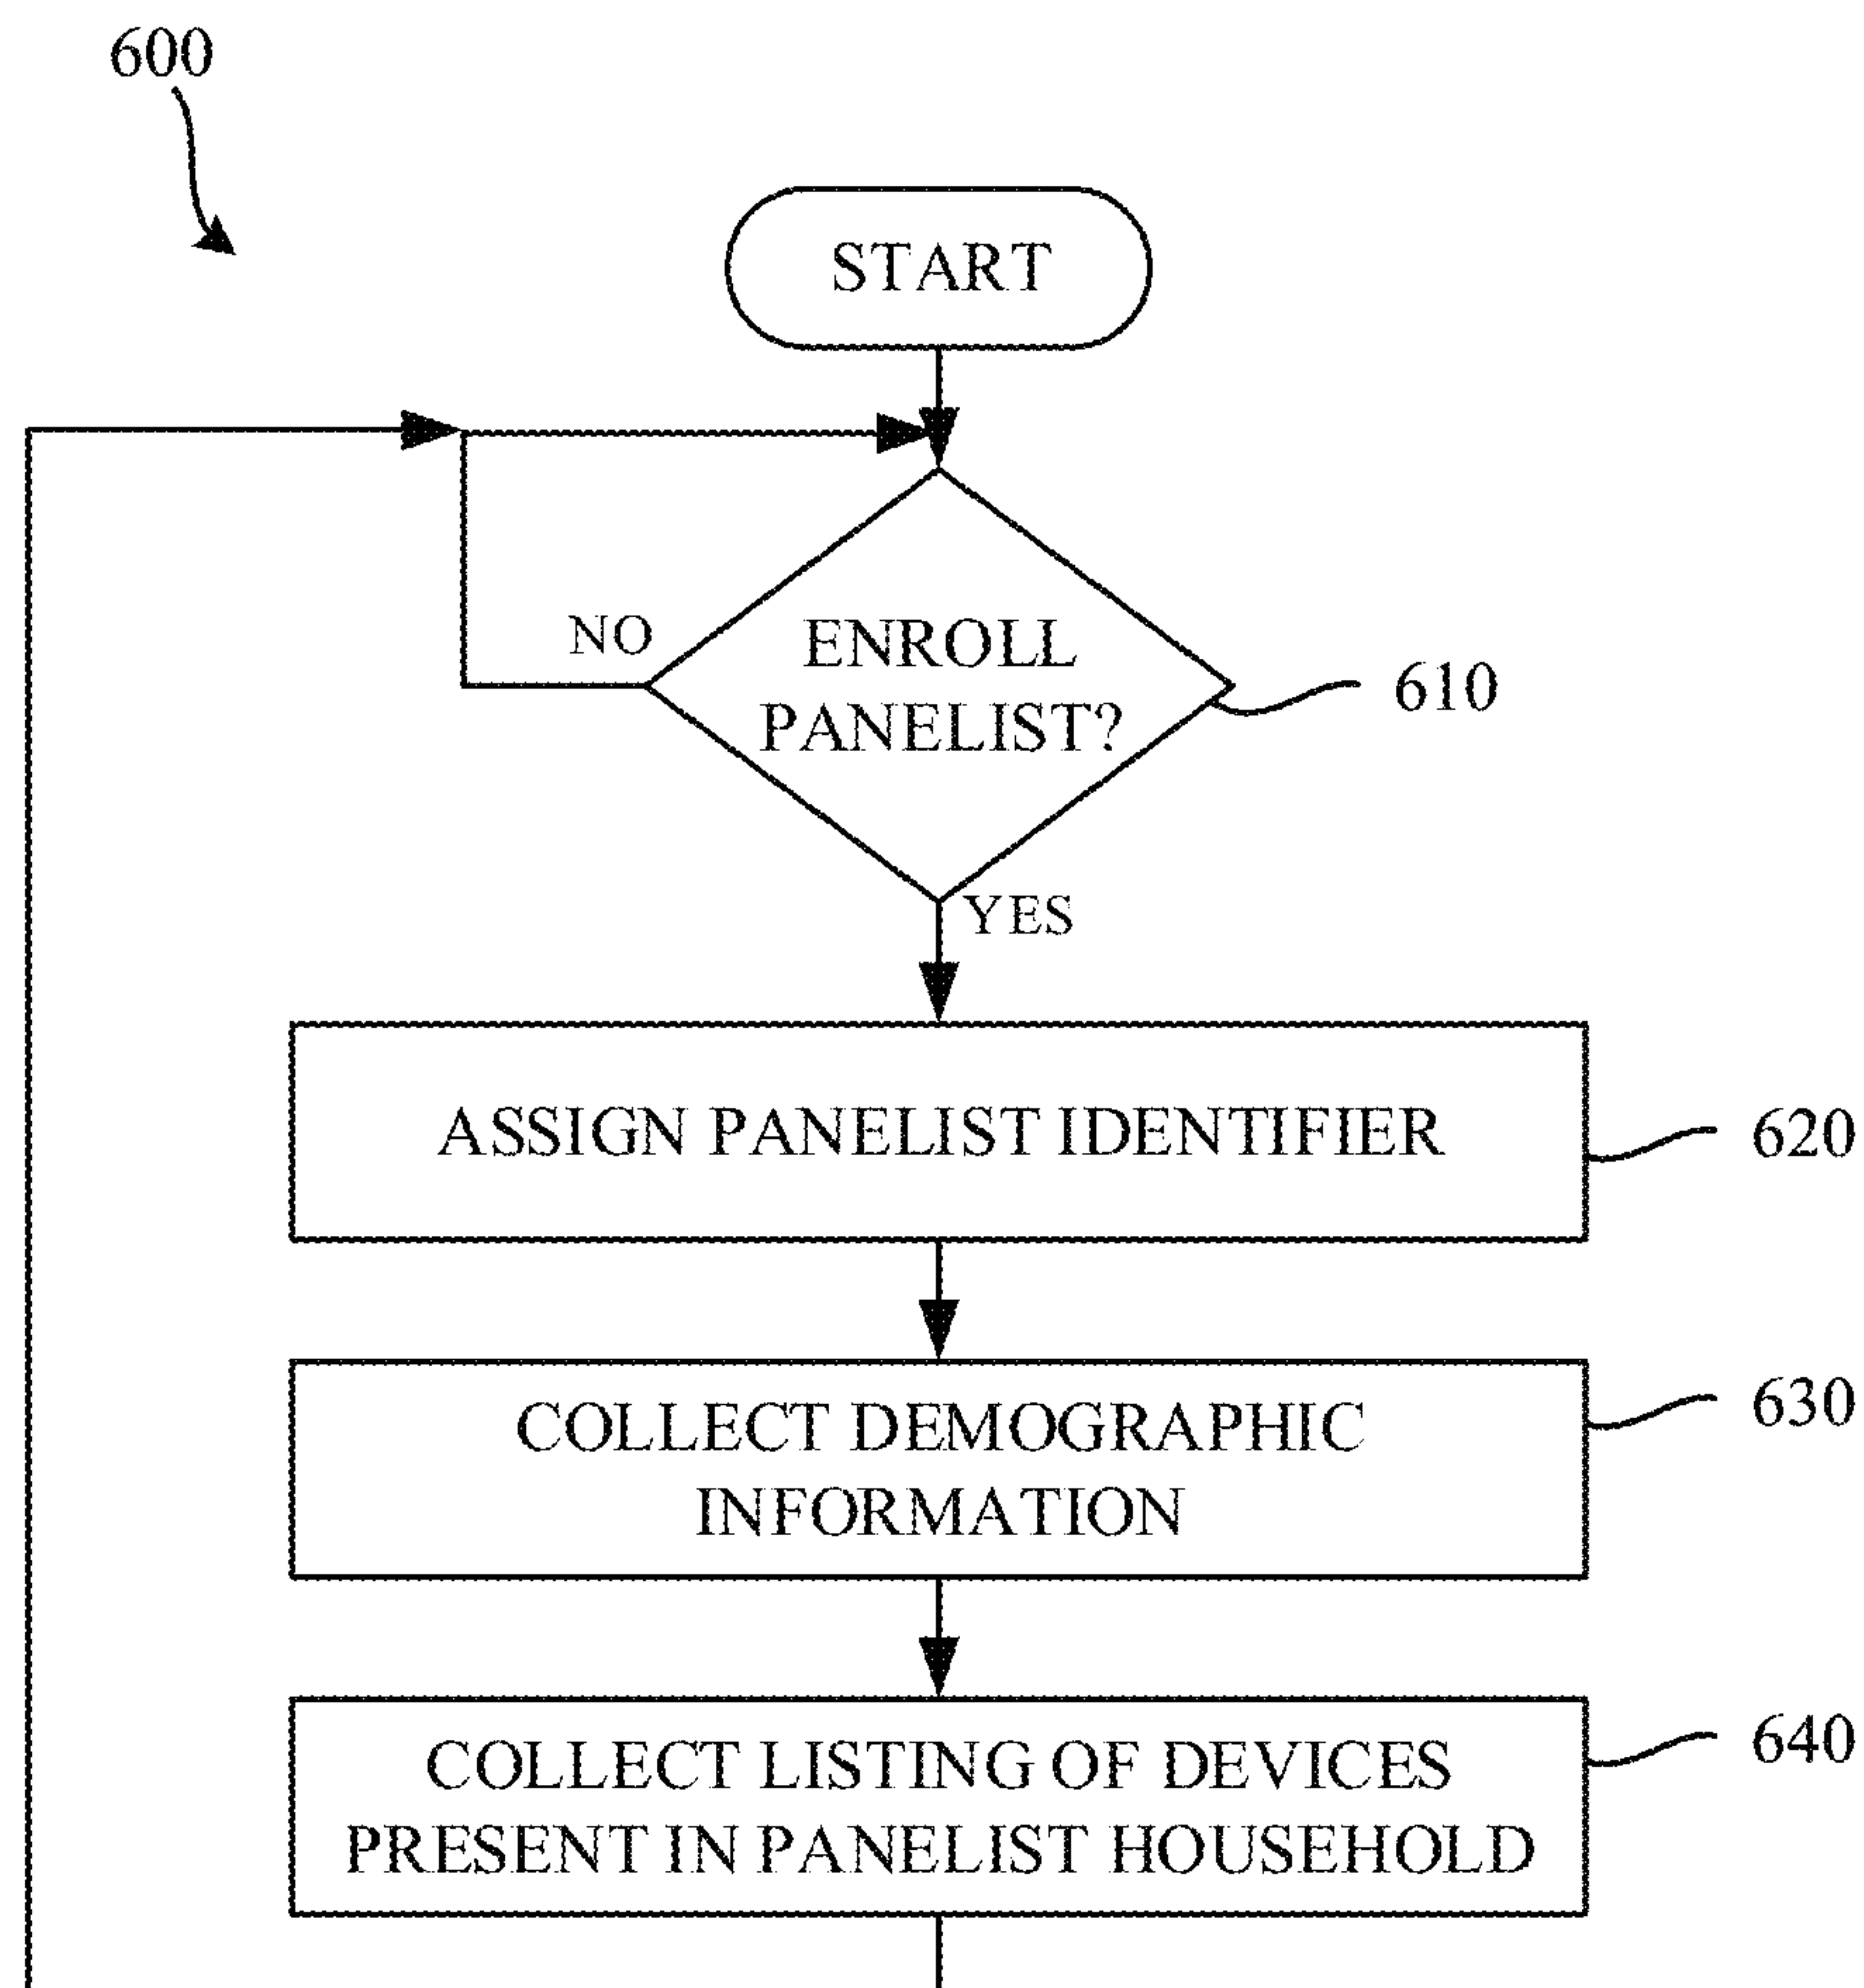 600
START
NO
ENROLL
PANELIST?
610
YES
ASSIGN PANELIST IDENTIFIER
620
COLLECT DEMOGRAPHIC
INFORMATION
630
COLLECT LISTING OF DEVICES
PRESENT IN PANELIST HOUSEHOLD
640